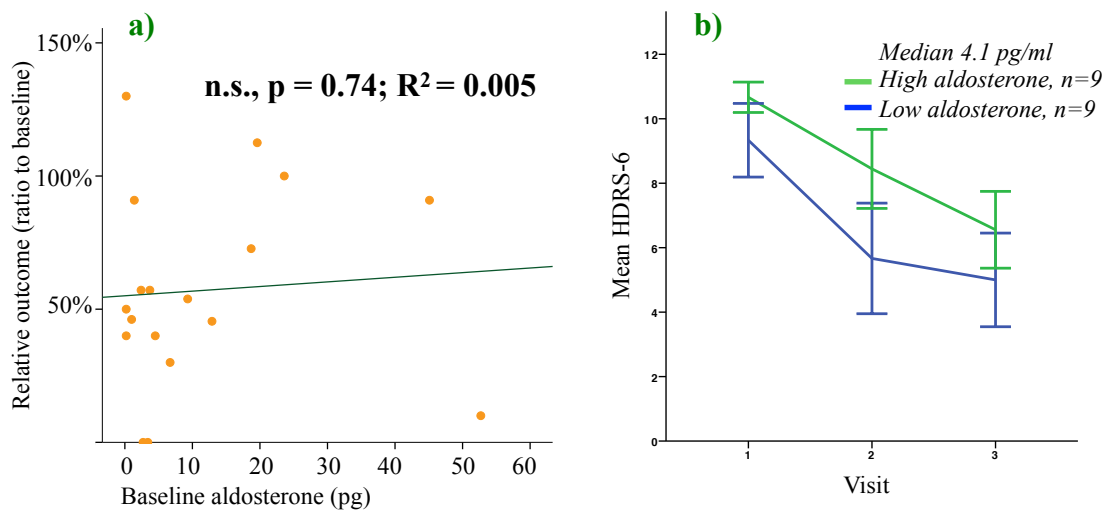 a)
150%
100%
50%
n.s., p = 0.74; R² = 0.005
Relative outcome (ratio to baseline)
0 10 20 30 40 50 60
Baseline aldosterone (pg)
b)
Median 4.1 pg/ml
High aldosterone, n=9
Low aldosterone, n=9
12
10
8
6
4
2
0
Mean HDRS-6
1 2 3
Visit